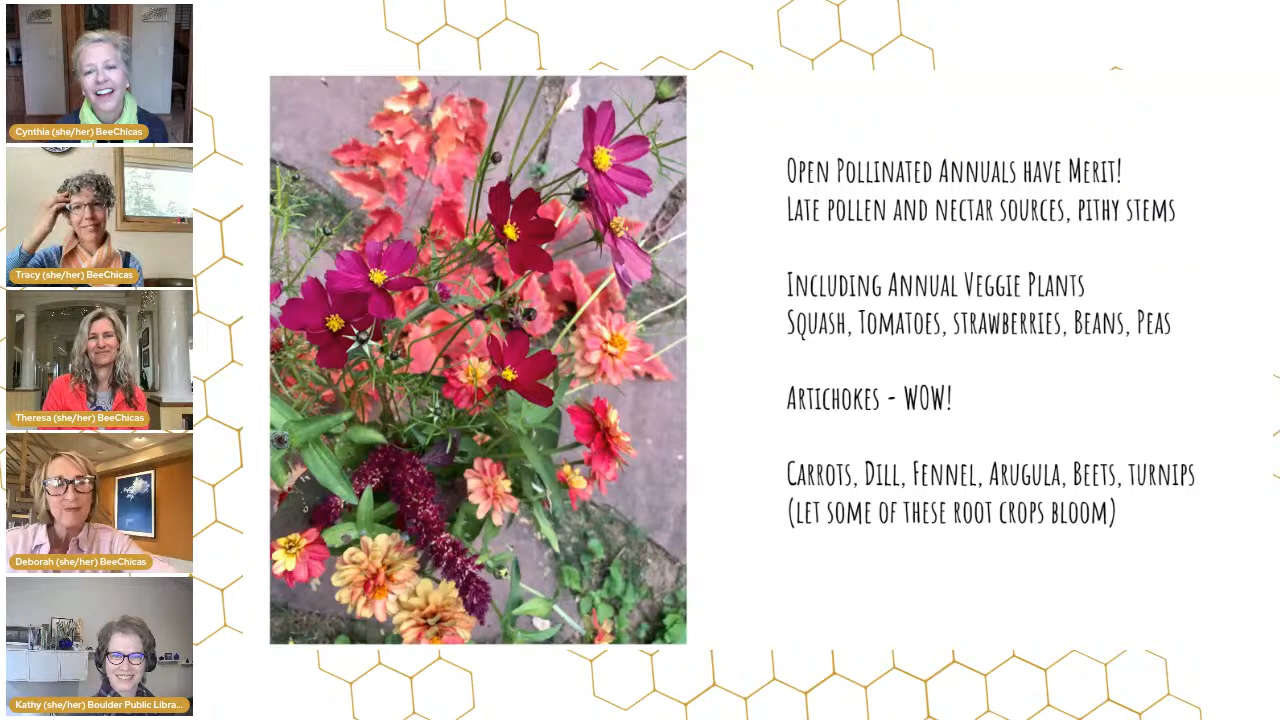 Cynthia (she/her) BeeChicas
Tracy (she/her) BeeChicas
Theresa (she/her) BeeChicas
Deborah (she/her) BeeChicas
Kathy (she/her) Boulder Public Libra...
Open Pollinated Annuals have Merit!
Late pollen and nectar sources, pithy stems
Including Annual Veggie Plants
Squash, Tomatoes, strawberries, Beans, Peas
Artichokes - WOW!
Carrots, Dill, Fennel, Arugula, Beets, turnips
(let some of these root crops bloom)